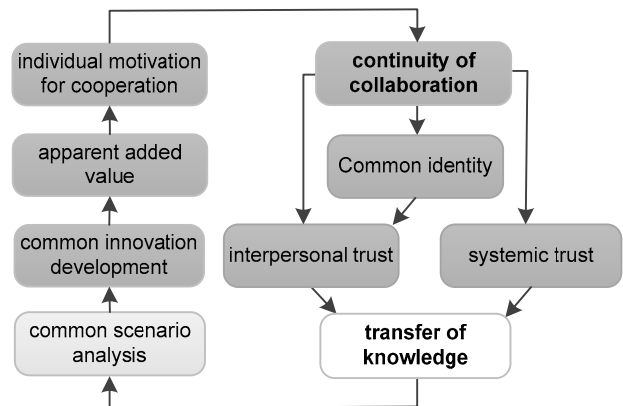 individual motivation
for cooperation
apparent added
value
common innovation
development
common scenario
analysis
continuity of
collaboration
Common identity
interpersonal trust
systemic trust
transfer of
knowledge